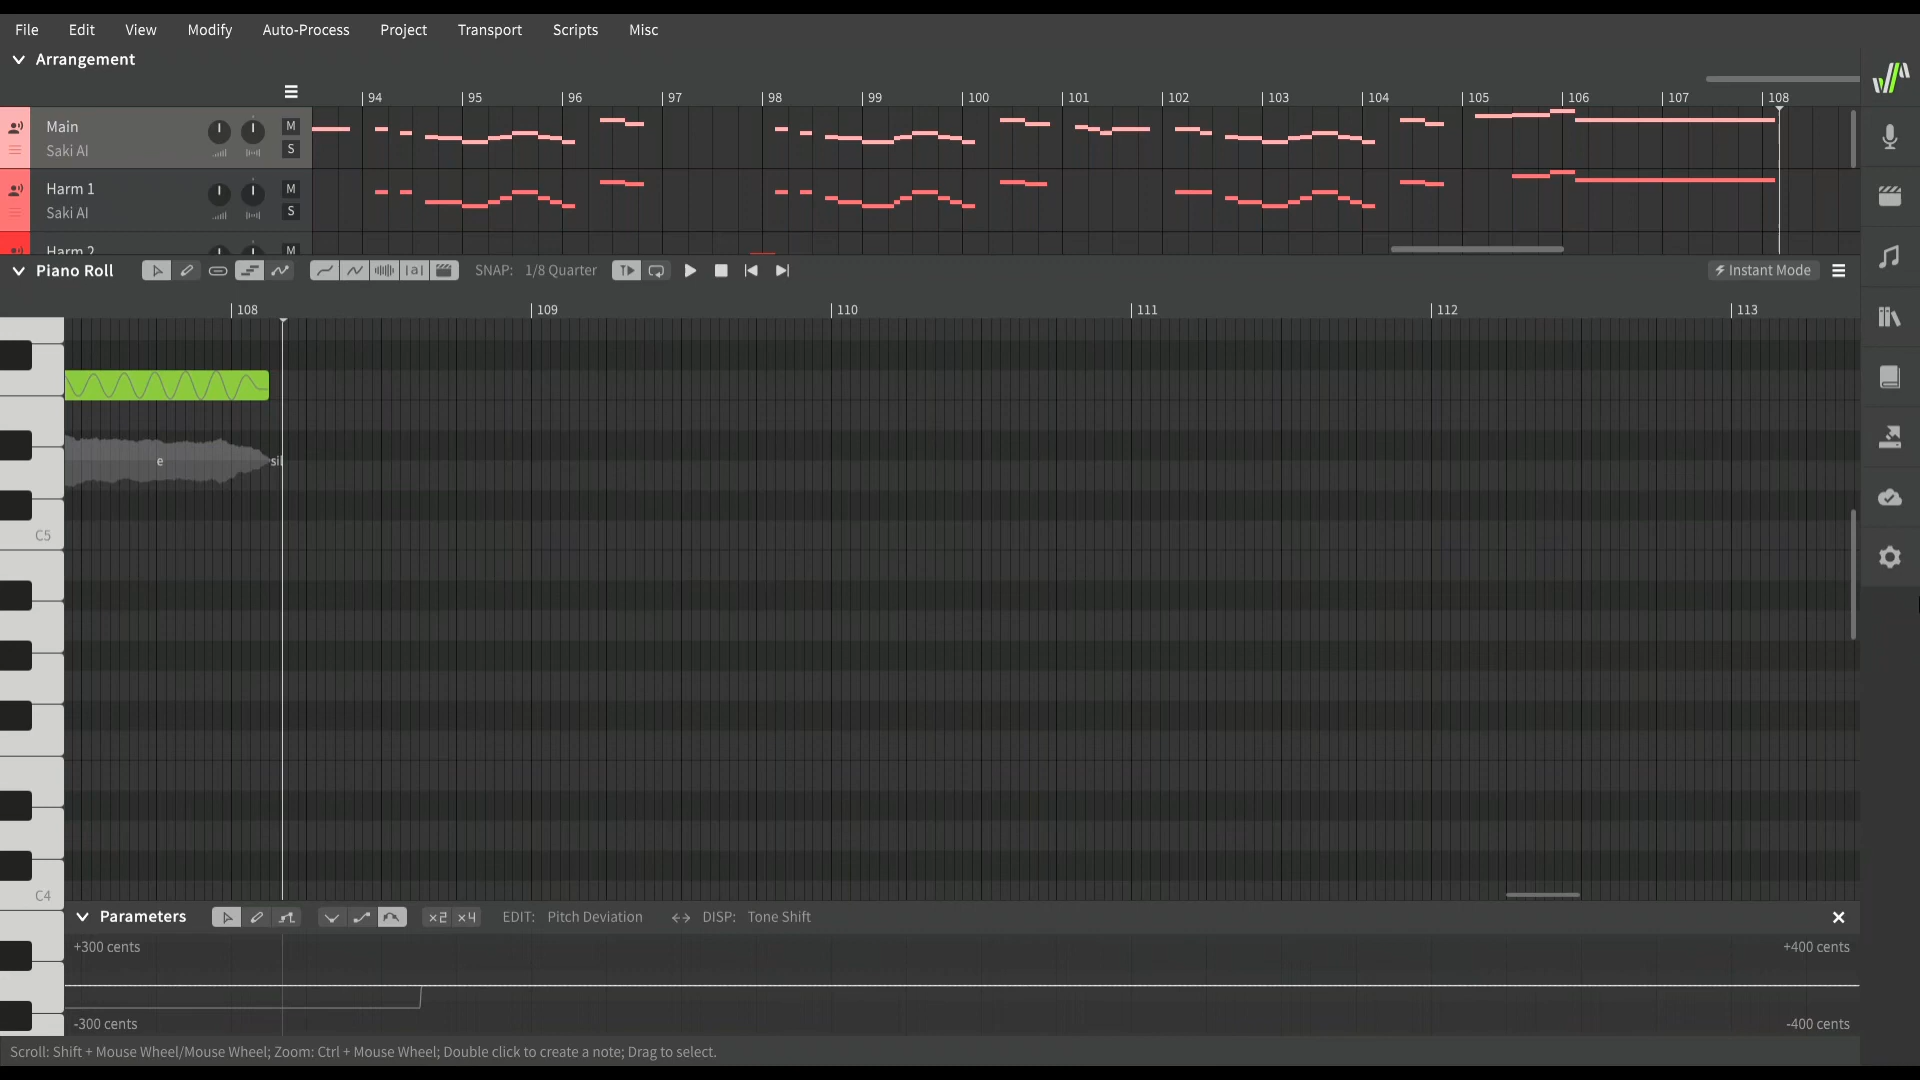 File Edit View Modify Auto-Process Project Transport Scripts Misc
Arrangement
94 95 96 97 98 99 100 101 102 103 104 105 106 107 108
Main M
Saki AI S
Harm 1 M
Saki AI S
Harm 2 M
Piano Roll |a| SNAP: 1/8 Quarter Instant Mode
108 109 110 111 112 113
e sil
C5
C4
Parameters ×2 ×4 EDIT: Pitch Deviation DISP: Tone Shift
+300 cents +400 cents
-300 cents -400 cents
Scroll: Shift + Mouse Wheel/Mouse Wheel; Zoom: Ctrl + Mouse Wheel; Double click to create a note; Drag to select.